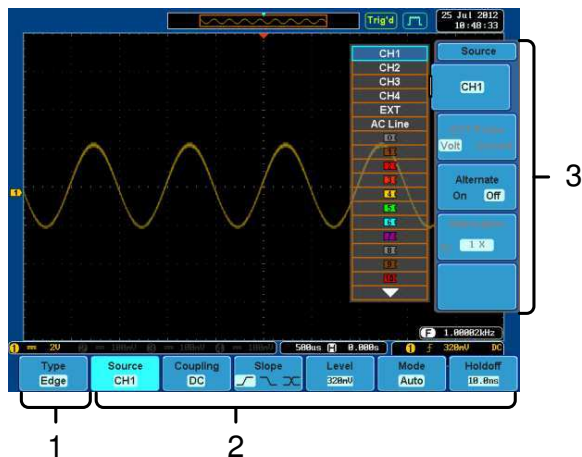 Trig'd
25 Jul 2012
10:48:33
CH1
CH2
CH3
CH4
EXT
AC Line
Source
CH1
Volt
Alternate
On Off
1 X
3
1
F 1.00002kHz
1 2V
500us H 0.000s
1 320mV DC
Type
Edge
Source
CH1
Coupling
DC
Slope
Level
320mV
Mode
Auto
Holdoff
10.0ns
1
2